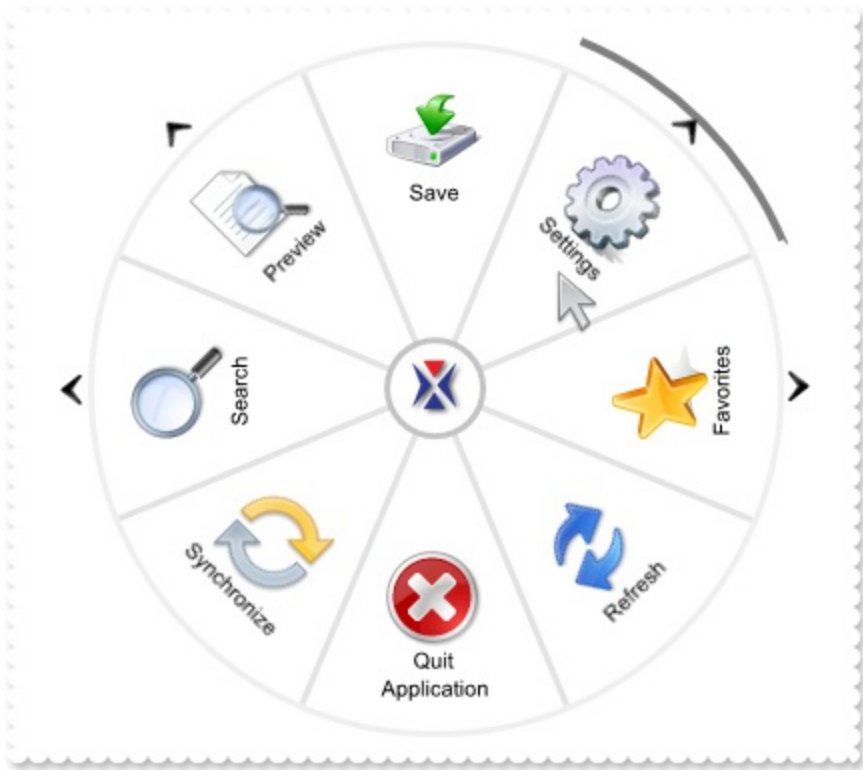 Save
Settings
Preview
Favorites
Search
Refresh
Synchronize
Quit
Application